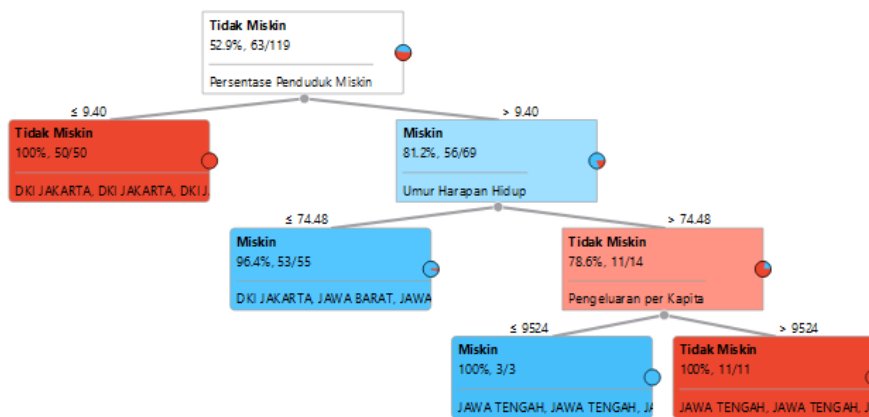 Tidak Miskin
52.9%, 63/119
Persentase Penduduk Miskin
≤ 9.40
> 9.40
Tidak Miskin
100%, 50/50
DKI JAKARTA, DKI JAKARTA, DKI J
Miskin
81.2%, 56/69
Umur Harapan Hidup
≤ 74.48
> 74.48
Miskin
96.4%, 53/55
DKI JAKARTA, JAWA BARAT, JAWA
Tidak Miskin
78.6%, 11/14
Pengeluaran per Kapita
≤ 9524
> 9524
Miskin
100%, 3/3
JAWA TENGAH, JAWA TENGAH, JA
Tidak Miskin
100%, 11/11
JAWA TENGAH, JAWA TENGAH, J